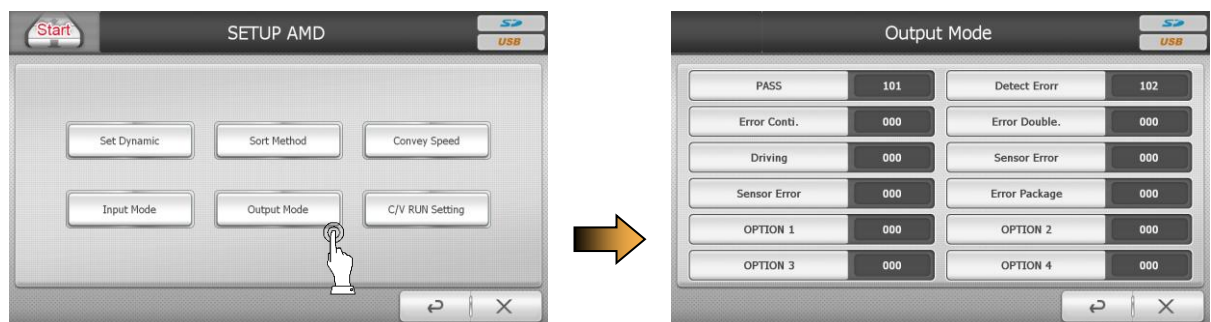 Start
SETUP AMD
SD
USB
Set Dynamic
Sort Method
Convey Speed
Input Mode
Output Mode
C/V RUN Setting
Output Mode
SD
USB
PASS 101 Detect Erorr 102
Error Conti. 000 Error Double. 000
Driving 000 Sensor Error 000
Sensor Error 000 Error Package 000
OPTION 1 000 OPTION 2 000
OPTION 3 000 OPTION 4 000